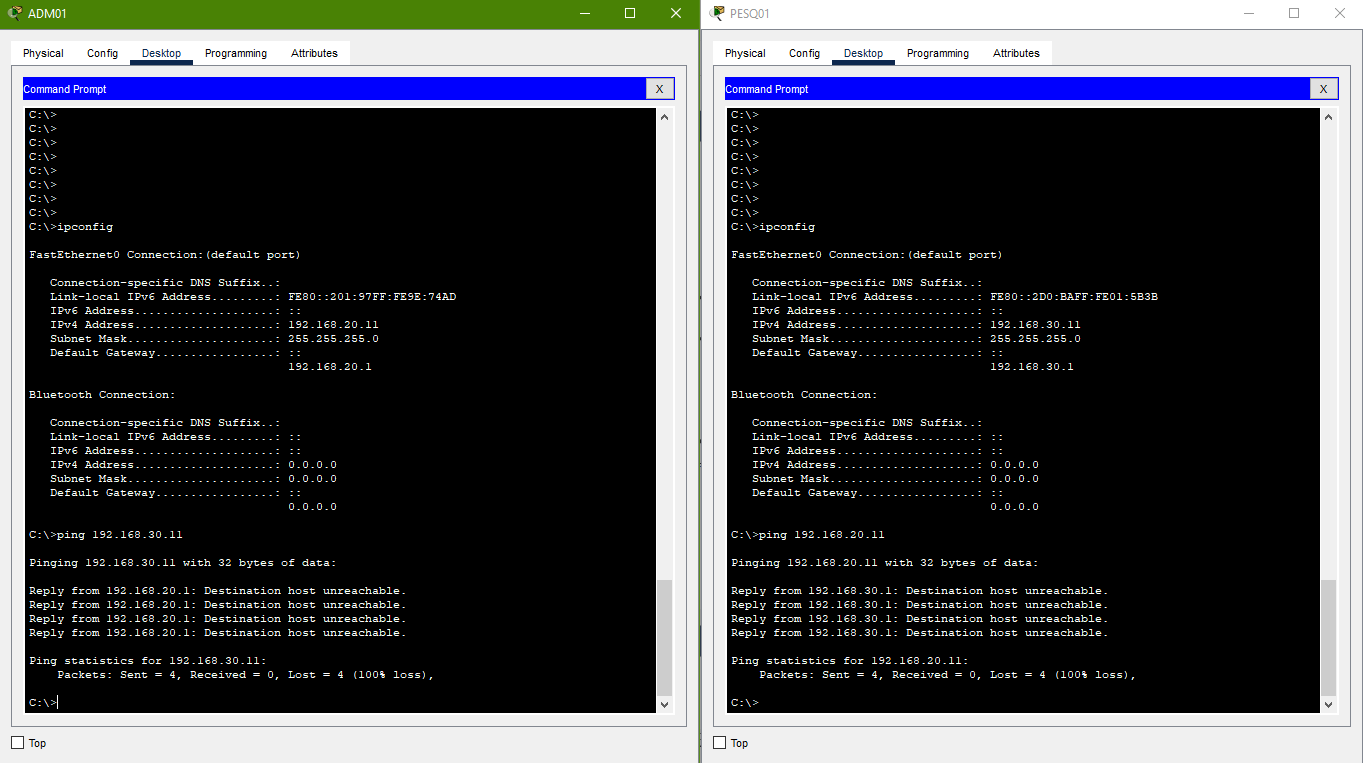 ADM01
Physical Config Desktop Programming Attributes
Command Prompt X
C:\>
C:\>
C:\>
C:\>
C:\>
C:\>
C:\>
C:\>
C:\>ipconfig
FastEthernet0 Connection:(default port)
Connection-specific DNS Suffix..:
Link-local IPv6 Address.........: FE80::201:97FF:FE9E:74AD
IPv6 Address....................: ::
IPv4 Address....................: 192.168.20.11
Subnet Mask.....................: 255.255.255.0
Default Gateway.................: ::
192.168.20.1
Bluetooth Connection:
Connection-specific DNS Suffix..:
Link-local IPv6 Address.........: ::
IPv6 Address....................: ::
IPv4 Address....................: 0.0.0.0
Subnet Mask.....................: 0.0.0.0
Default Gateway.................: ::
0.0.0.0
C:\>ping 192.168.30.11
Pinging 192.168.30.11 with 32 bytes of data:
Reply from 192.168.20.1: Destination host unreachable.
Reply from 192.168.20.1: Destination host unreachable.
Reply from 192.168.20.1: Destination host unreachable.
Reply from 192.168.20.1: Destination host unreachable.
Ping statistics for 192.168.30.11:
Packets: Sent = 4, Received = 0, Lost = 4 (100% loss),
C:\>
Top
PESQ01
Physical Config Desktop Programming Attributes
Command Prompt X
C:\>
C:\>
C:\>
C:\>
C:\>
C:\>
C:\>
C:\>
C:\>ipconfig
FastEthernet0 Connection:(default port)
Connection-specific DNS Suffix..:
Link-local IPv6 Address.........: FE80::2D0:BAFF:FE01:5B3B
IPv6 Address....................: ::
IPv4 Address....................: 192.168.30.11
Subnet Mask.....................: 255.255.255.0
Default Gateway.................: ::
192.168.30.1
Bluetooth Connection:
Connection-specific DNS Suffix..:
Link-local IPv6 Address.........: ::
IPv6 Address....................: ::
IPv4 Address....................: 0.0.0.0
Subnet Mask.....................: 0.0.0.0
Default Gateway.................: ::
0.0.0.0
C:\>ping 192.168.20.11
Pinging 192.168.20.11 with 32 bytes of data:
Reply from 192.168.30.1: Destination host unreachable.
Reply from 192.168.30.1: Destination host unreachable.
Reply from 192.168.30.1: Destination host unreachable.
Reply from 192.168.30.1: Destination host unreachable.
Ping statistics for 192.168.20.11:
Packets: Sent = 4, Received = 0, Lost = 4 (100% loss),
C:\>
Top